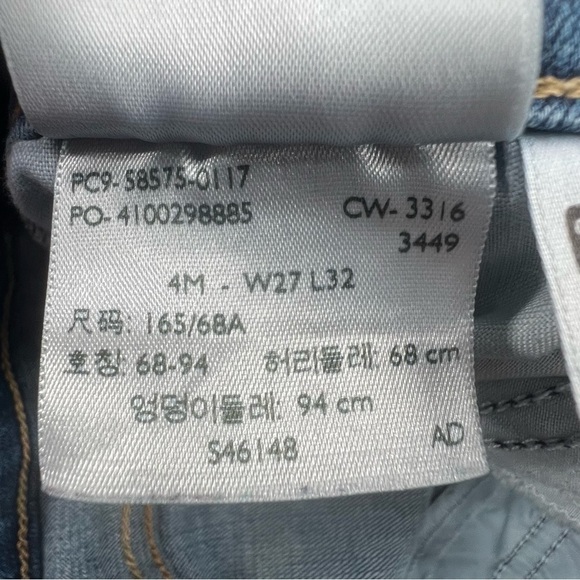 PC9-58575-0117
PO-4100298885 CW-3316
3449
4M - W27 L32
尺码: 165/68A
호칭: 68-94 허리둘레: 68 cm
엉덩이둘레: 94 cm
S46148 AD